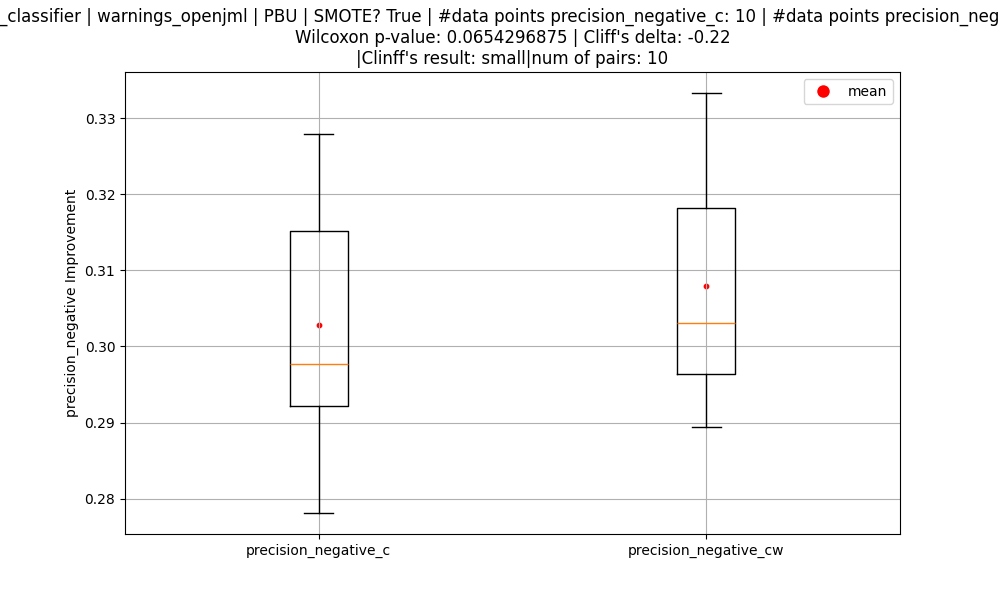 _classifier | warnings_openjml | PBU | SMOTE? True | #data points precision_negative_c: 10 | #data points precision_neg
Wilcoxon p-value: 0.0654296875 | Cliff's delta: -0.22
|Clinff's result: small|num of pairs: 10
mean
0.33
0.32
0.31
0.30
0.29
0.28
precision_negative Improvement
precision_negative_c
precision_negative_cw